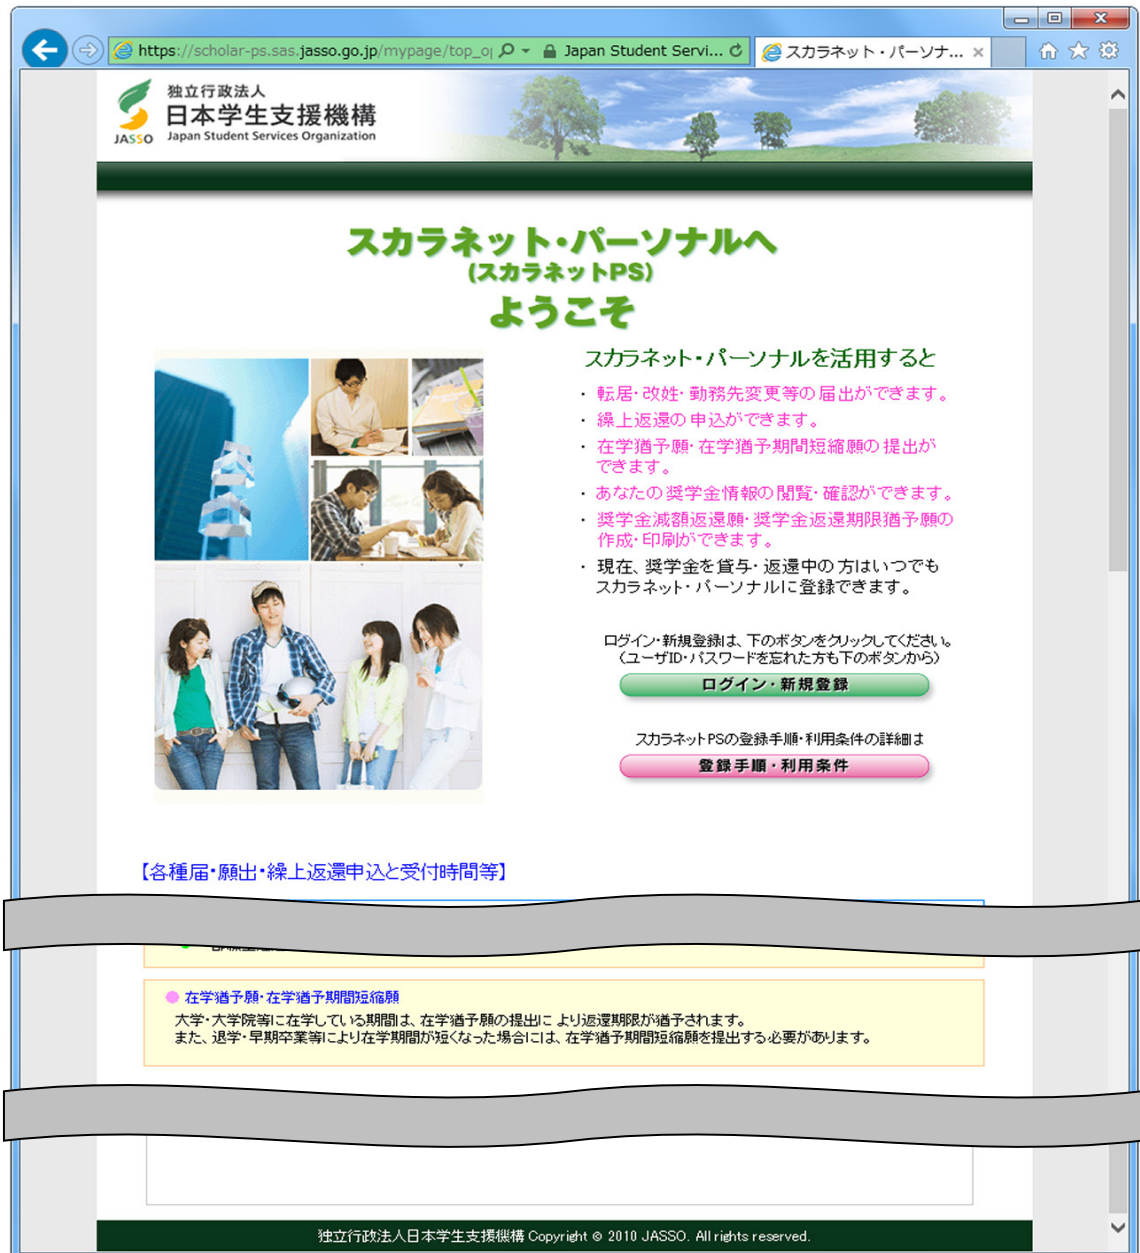 https://scholar-ps.sas.jasso.go.jp/mypage/top_o
Japan Student Servi...
スカラネット・パーソナ...
独立行政法人
日本学生支援機構
Japan Student Services Organization
JASSO
スカラネット・パーソナルへ
(スカラネットPS)
ようこそ
スカラネット・パーソナルを活用すると
・ 転居・改姓・勤務先変更等の届出ができます。
・ 繰上返還の申込ができます。
・ 在学猶予願・在学猶予期間短縮願の提出が
できます。
・ あなたの奨学金情報の閲覧・確認ができます。
・ 奨学金減額返還願・奨学金返還期限猶予願の
作成・印刷ができます。
・ 現在、奨学金を貸与・返還中の方はいつでも
スカラネット・パーソナルに登録できます。
ログイン・新規登録は、下のボタンをクリックしてください。
（ユーザID・パスワードを忘れた方も下のボタンから）
ログイン・新規登録
スカラネットPSの登録手順・利用条件の詳細は
登録手順・利用条件
【各種届・願出・繰上返還申込と受付時間等】
● 在学猶予願・在学猶予期間短縮願
大学・大学院等に在学している期間は、在学猶予願の提出により返還期限が猶予されます。
また、退学・早期卒業等により在学期間が短くなった場合には、在学猶予期間短縮願を提出する必要があります。
独立行政法人日本学生支援機構 Copyright © 2010 JASSO. All rights reserved.